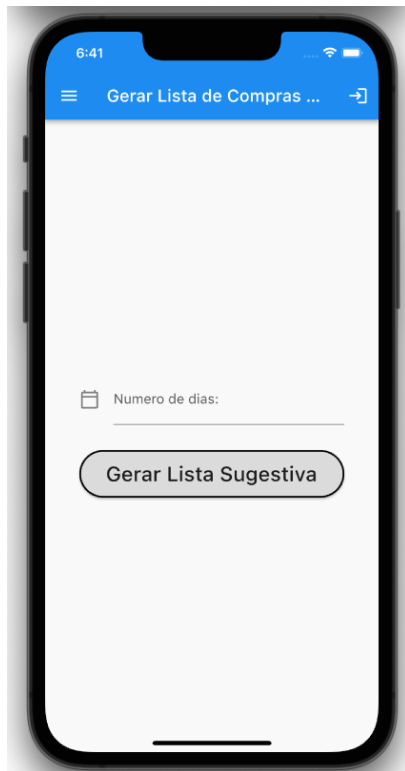 6:41
Gerar Lista de Compras ...
Numero de dias:
Gerar Lista Sugestiva